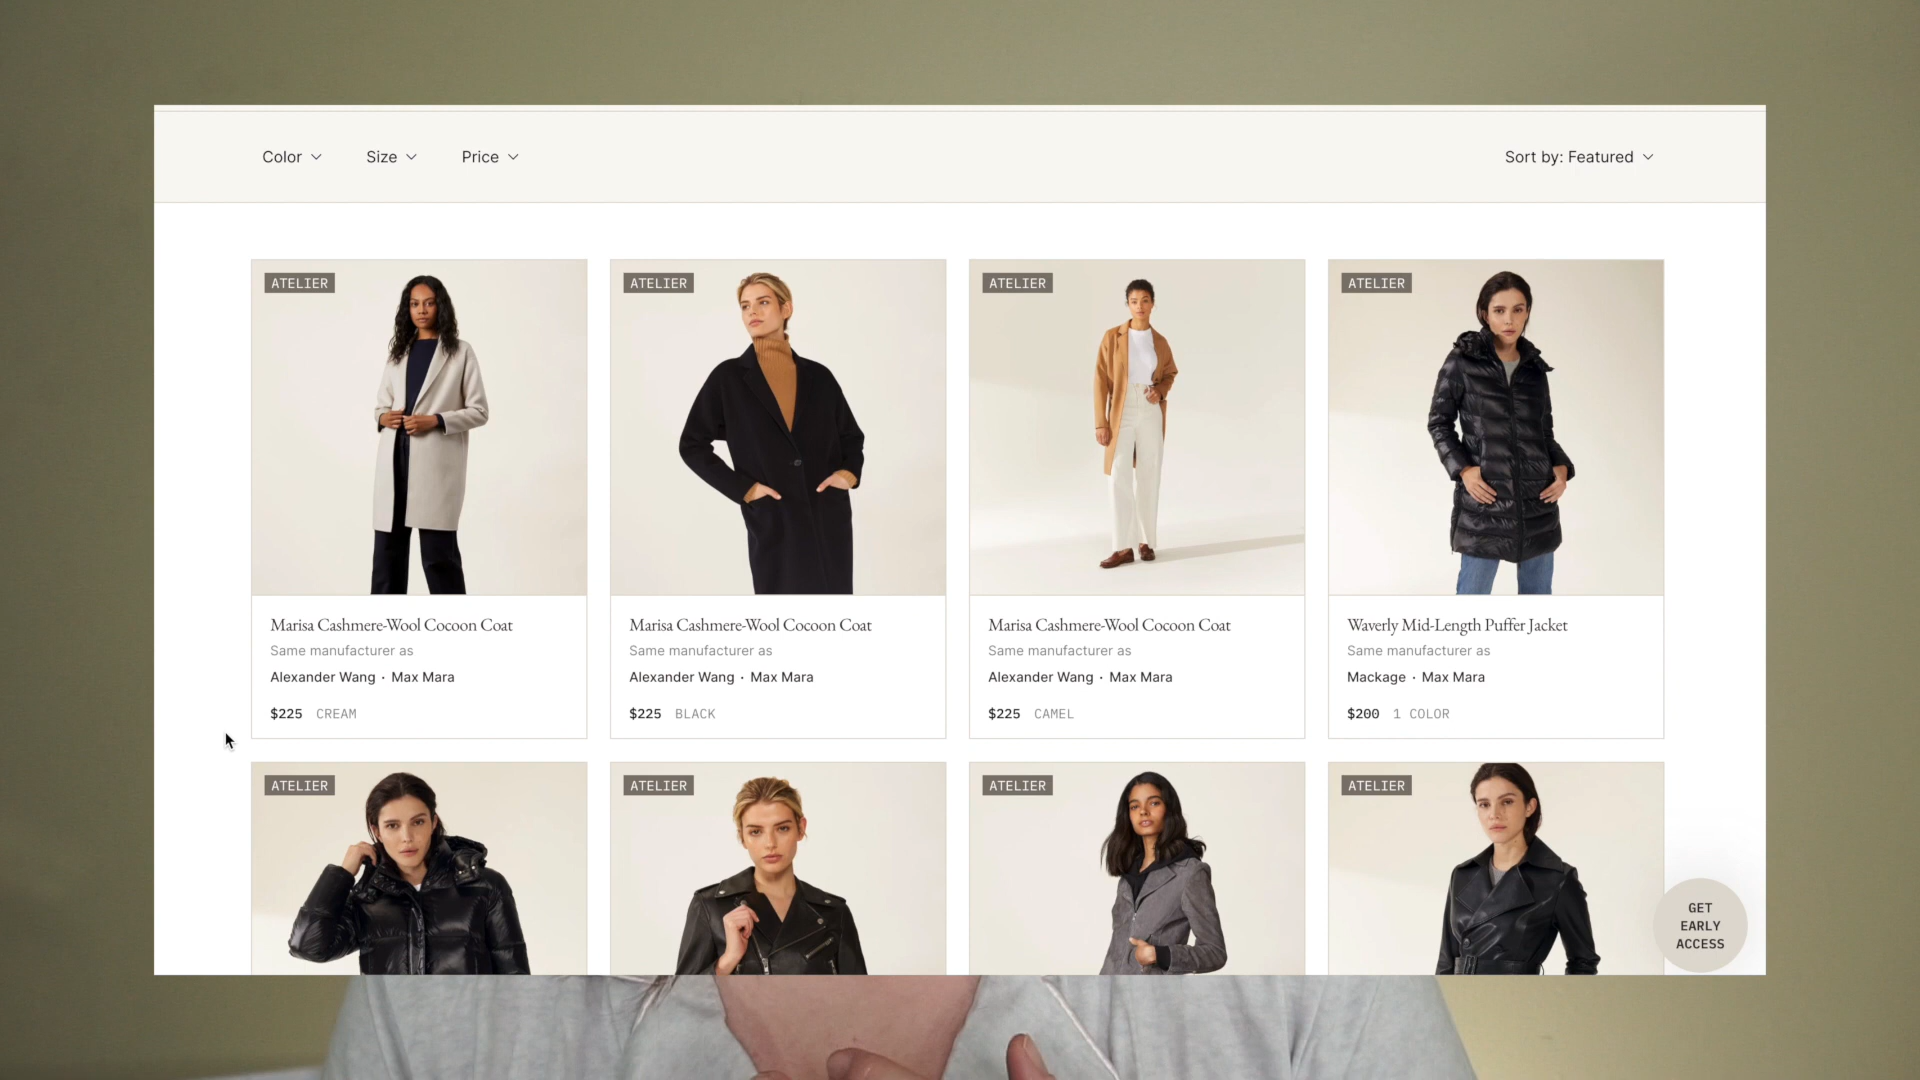 Color
Size
Price
Sort by: Featured
ATELIER
Marisa Cashmere-Wool Cocoon Coat
Same manufacturer as
Alexander Wang · Max Mara
$225 CREAM
ATELIER
Marisa Cashmere-Wool Cocoon Coat
Same manufacturer as
Alexander Wang · Max Mara
$225 BLACK
ATELIER
Marisa Cashmere-Wool Cocoon Coat
Same manufacturer as
Alexander Wang · Max Mara
$225 CAMEL
ATELIER
Waverly Mid-Length Puffer Jacket
Same manufacturer as
Mackage · Max Mara
$200 1 COLOR
ATELIER
ATELIER
ATELIER
ATELIER
GET
EARLY
ACCESS